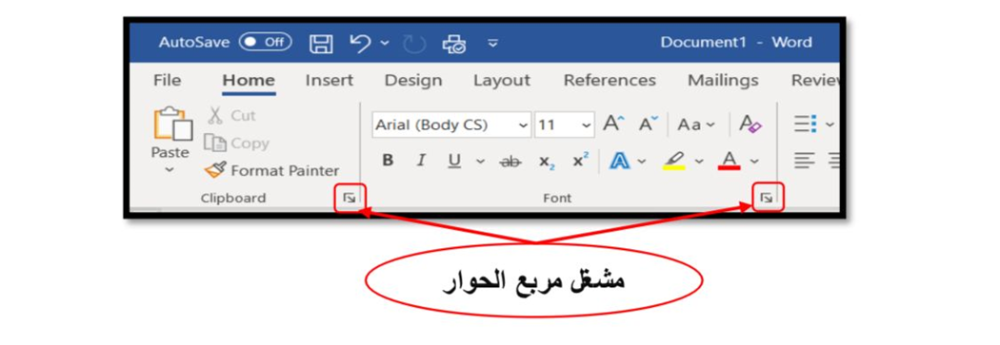 AutoSave Off Document1 - Word
File Home Insert Design Layout References Mailings Review
Cut
Copy
Paste
Format Painter
Arial (Body CS) 11 A A Aa A
B I U ab x₂ x² A A
Clipboard Font
مشغل مربع الحوار